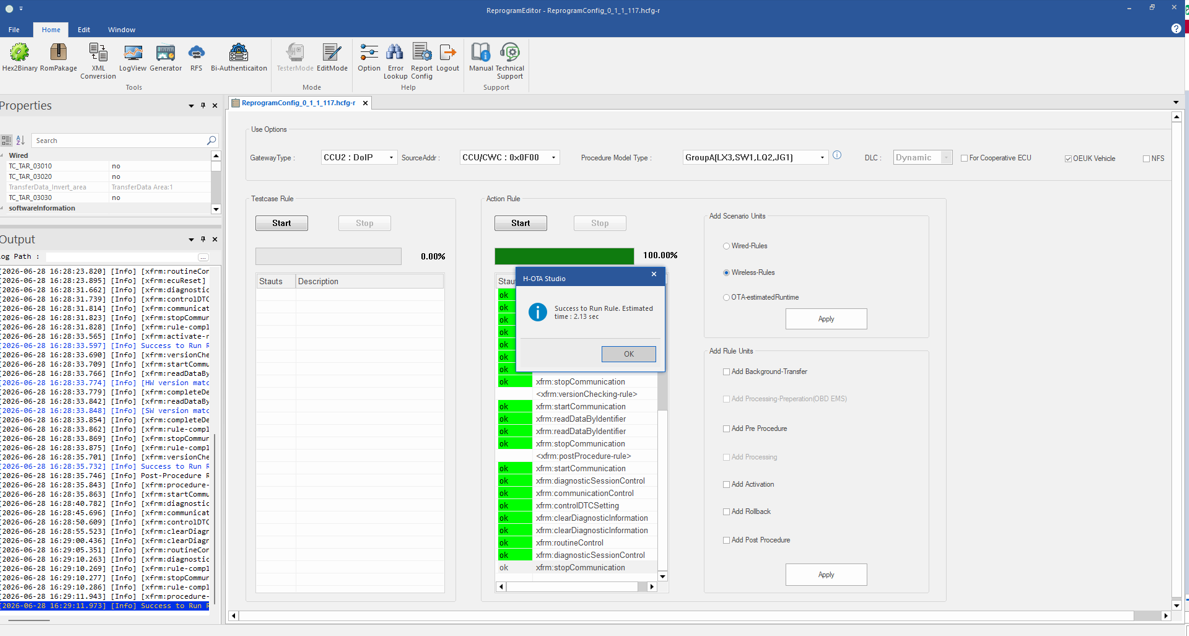 ReprogramEditor - ReprogramConfig_0_1_1_117.hcfg-r
File Home Edit Window
Hex2Binary RomPakage XML Conversion LogView Generator RFS Bi-Authenticaiton TesterMode EditMode Option Error Lookup Report Config Logout Manual Technical Support
Tools Mode Help Support
Properties
Search
Wired
TC_TAR_03010 no
TC_TAR_03020 no
TransferData_Invert_area TransferData Area:1
TC_TAR_03030 no
softwareInformation
Output
og Path :
...
[2026-06-28 16:28:23.820] [Info] [xfrm:routineCor
[2026-06-28 16:28:23.895] [Info] [xfrm:ecuReset]
[2026-06-28 16:28:31.662] [Info] [xfrm:diagnostic
[2026-06-28 16:28:31.739] [Info] [xfrm:controlDTC
[2026-06-28 16:28:31.814] [Info] [xfrm:communicat
[2026-06-28 16:28:31.823] [Info] [xfrm:stopCommur
[2026-06-28 16:28:31.828] [Info] [xfrm:rule-compl
[2026-06-28 16:28:33.565] [Info] [xfrm:activate-r
[2026-06-28 16:28:33.597] [Info] Success to Run R
[2026-06-28 16:28:33.690] [Info] [xfrm:versionChe
[2026-06-28 16:28:33.709] [Info] [xfrm:startCommu
[2026-06-28 16:28:33.766] [Info] [xfrm:readDataBy
[2026-06-28 16:28:33.774] [Info] [HW version matc
[2026-06-28 16:28:33.779] [Info] [xfrm:completeDe
[2026-06-28 16:28:33.842] [Info] [xfrm:readDataBy
[2026-06-28 16:28:33.848] [Info] [SW version matc
[2026-06-28 16:28:33.854] [Info] [xfrm:completeDe
[2026-06-28 16:28:33.862] [Info] [xfrm:rule-compl
[2026-06-28 16:28:33.869] [Info] [xfrm:stopCommur
[2026-06-28 16:28:33.875] [Info] [xfrm:rule-compl
[2026-06-28 16:28:35.701] [Info] [xfrm:versionChe
[2026-06-28 16:28:35.732] [Info] Success to Run R
[2026-06-28 16:28:35.746] [Info] Post-Procedure R
[2026-06-28 16:28:35.843] [Info] [xfrm:procedure-
[2026-06-28 16:28:35.863] [Info] [xfrm:startCommu
[2026-06-28 16:28:40.782] [Info] [xfrm:diagnostic
[2026-06-28 16:28:45.696] [Info] [xfrm:communicat
[2026-06-28 16:28:50.609] [Info] [xfrm:controlDTC
[2026-06-28 16:28:55.523] [Info] [xfrm:clearDiagr
[2026-06-28 16:29:00.436] [Info] [xfrm:clearDiagr
[2026-06-28 16:29:05.351] [Info] [xfrm:routineCor
[2026-06-28 16:29:10.263] [Info] [xfrm:diagnostic
[2026-06-28 16:29:10.269] [Info] [xfrm:rule-compl
[2026-06-28 16:29:10.277] [Info] [xfrm:stopCommur
[2026-06-28 16:29:10.286] [Info] [xfrm:rule-compl
[2026-06-28 16:29:11.943] [Info] [xfrm:procedure-
[2026-06-28 16:29:11.973] [Info] Success to Run R
ReprogramConfig_0_1_1_117.hcfg-r
Use Options
GatewayType : CCU2 : DoIP SourceAddr : CCU/CWC : 0x0F00 Procedure Model Type : GroupA(LX3,SW1,LQ2,JG1) DLC : Dynamic For Cooperative ECU OEUK Vehicle NFS
Testcase Rule
Start Stop
0.00%
Stauts Description
Action Rule
Start Stop
100.00%
Stau
ok
ok
ok
ok
ok
ok
ok
ok xfrm:stopCommunication
<xfrm:versionChecking-rule>
ok xfrm:startCommunication
ok xfrm:readDataByIdentifier
ok xfrm:readDataByIdentifier
ok xfrm:stopCommunication
<xfrm:postProcedure-rule>
ok xfrm:startCommunication
ok xfrm:diagnosticSessionControl
ok xfrm:communicationControl
ok xfrm:controlDTCSetting
ok xfrm:clearDiagnosticInformation
ok xfrm:clearDiagnosticInformation
ok xfrm:routineControl
ok xfrm:diagnosticSessionControl
ok xfrm:stopCommunication
H-OTA Studio
Success to Run Rule. Estimated
time : 2.13 sec
OK
Add Scenario Units
Wired-Rules
Wireless-Rules
OTA-estimatedRuntime
Apply
Add Rule Units
Add Background-Transfer
Add Processing-Preperation(OBD EMS)
Add Pre Procedure
Add Processing
Add Activation
Add Rollback
Add Post Procedure
Apply